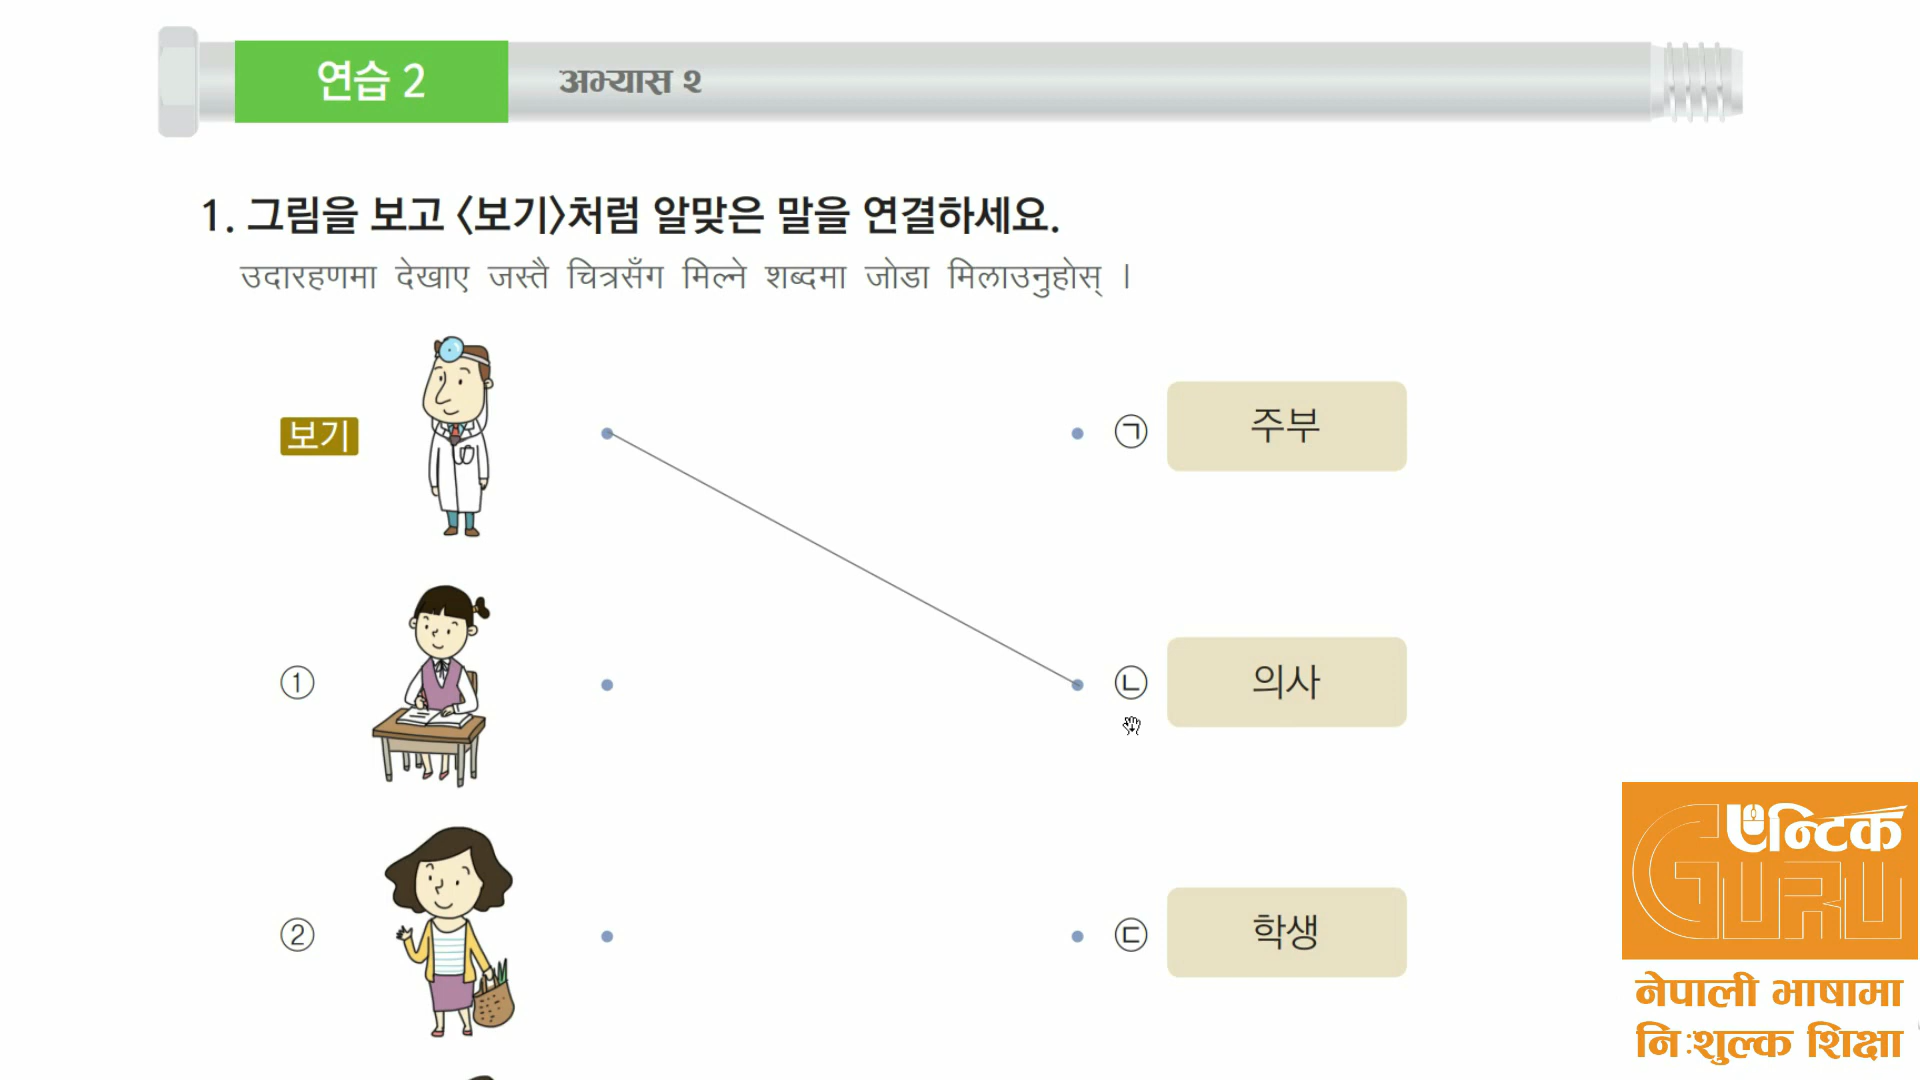 연습 2 अभ्यास २
1. 그림을 보고 〈보기〉처럼 알맞은 말을 연결하세요.
उदारहणमा देखाए जस्तै चित्रसँग मिल्ने शब्दमा जोडा मिलाउनुहोस् ।
보기 ㉠ 주부
① ㉡ 의사
② ㉢ 학생
एन्टिक
GURU
नेपाली भाषामा
नि:शुल्क शिक्षा